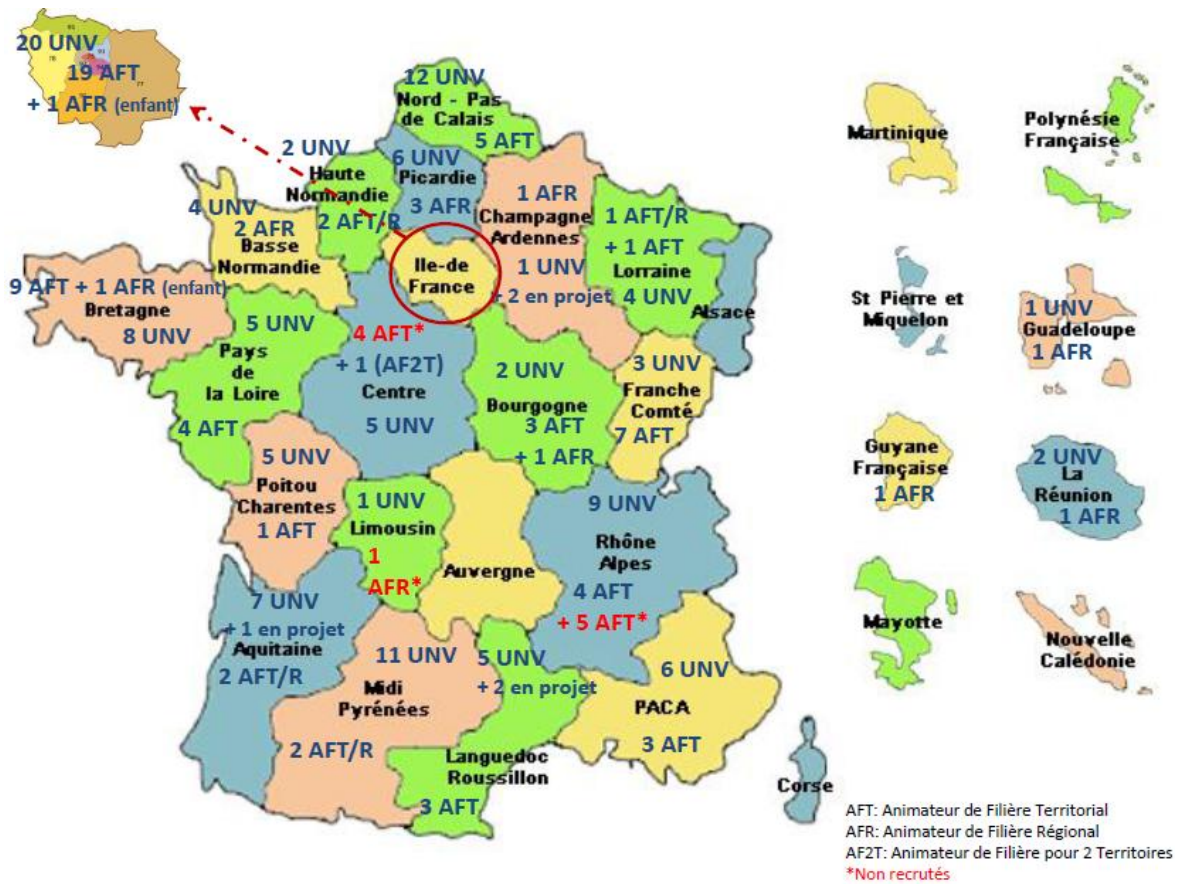 20 UNV
19 AFT
+ 1 AFR (enfant)
12 UNV
Nord - Pas
de Calais
5 AFT
2 UNV
Haute
Normandie
2 AFT/R
6 UNV
Picardie
3 AFR
4 UNV
2 AFR
Basse
Normandie
1 AFR
Champagne
Ardennes
1 UNV
+ 2 en projet
1 AFT/R
+ 1 AFT
Lorraine
4 UNV
Alsace
Ile-de
France
9 AFT + 1 AFR (enfant)
Bretagne
8 UNV
5 UNV
Pays
de
la Loire
4 AFT
4 AFT*
+ 1 (AF2T)
Centre
5 UNV
2 UNV
Bourgogne
3 AFT
+ 1 AFR
3 UNV
Franche
Comté
7 AFT
5 UNV
Poitou
Charentes
1 AFT
1 UNV
Limousin
1
AFR*
Auvergne
9 UNV
Rhône
Alpes
4 AFT
+ 5 AFT*
7 UNV
+ 1 en projet
Aquitaine
2 AFT/R
11 UNV
Midi
Pyrénées
2 AFT/R
5 UNV
+ 2 en projet
Languedoc
Roussillon
3 AFT
6 UNV
PACA
3 AFT
Corse
Martinique
Polynésie
Française
St Pierre et
Miquelon
1 UNV
Guadeloupe
1 AFR
Guyane
Française
1 AFR
2 UNV
La
Réunion
1 AFR
Mayotte
Nouvelle
Calédonie
AFT: Animateur de Filière Territorial
AFR: Animateur de Filière Régional
AF2T: Animateur de Filière pour 2 Territoires
*Non recrutés